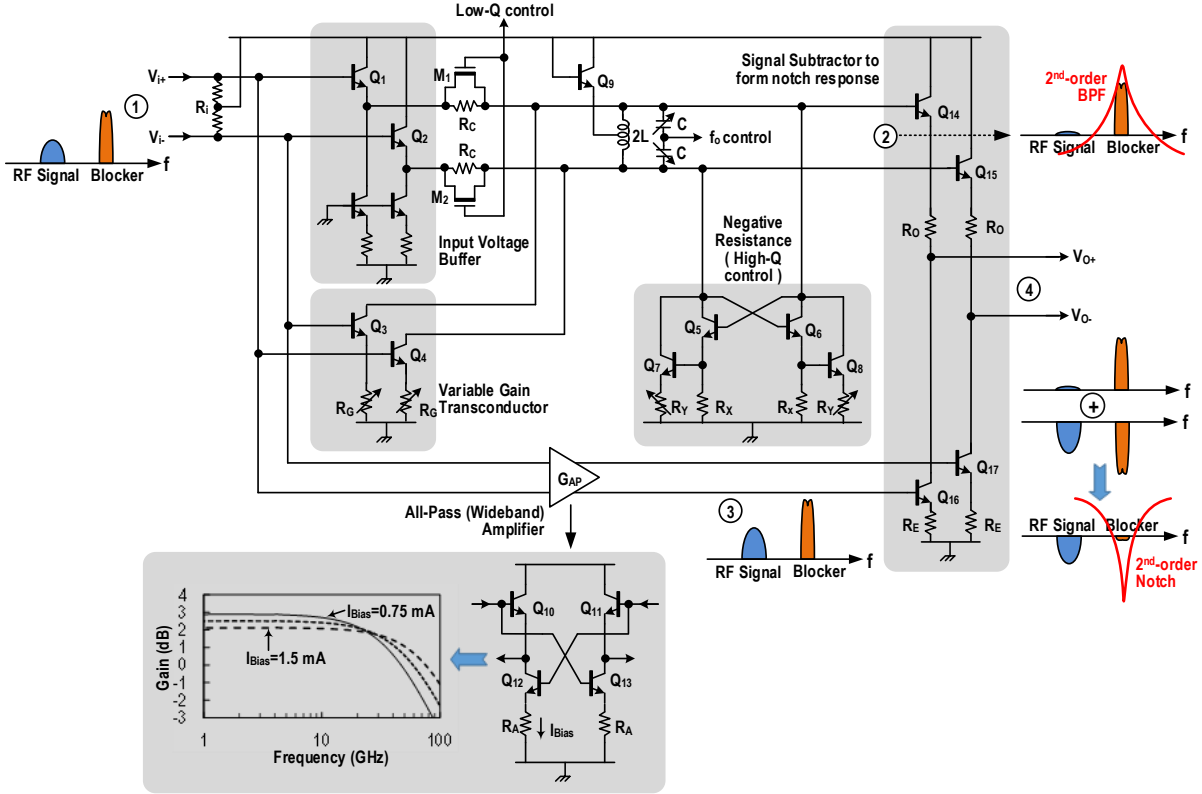 Low-Q control
Vi+
Vi-
Ri
1
RF Signal
Blocker
f
Q1
Q2
M1
RC
RC
M2
Input Voltage
Buffer
Q9
2L
C
C
fo control
Signal Subtractor to
form notch response
2
Q14
Q15
RO
RO
2nd-order
BPF
RF Signal
Blocker
f
Negative
Resistance
( High-Q
control )
Q5
Q6
Q7
Q8
RY
RX
Rx
RY
VO+
4
VO-
Q3
Q4
RG
RG
Variable Gain
Transconductor
f
+
f
GAP
All-Pass (Wideband)
Amplifier
Q17
Q16
RE
RE
3
RF Signal
Blocker
f
RF Signal
Blocker
f
2nd-order
Notch
4
3
2
1
0
-1
-2
-3
Gain (dB)
IBias=0.75 mA
IBias=1.5 mA
1
10
100
Frequency (GHz)
Q10
Q11
Q12
Q13
RA
IBias
RA